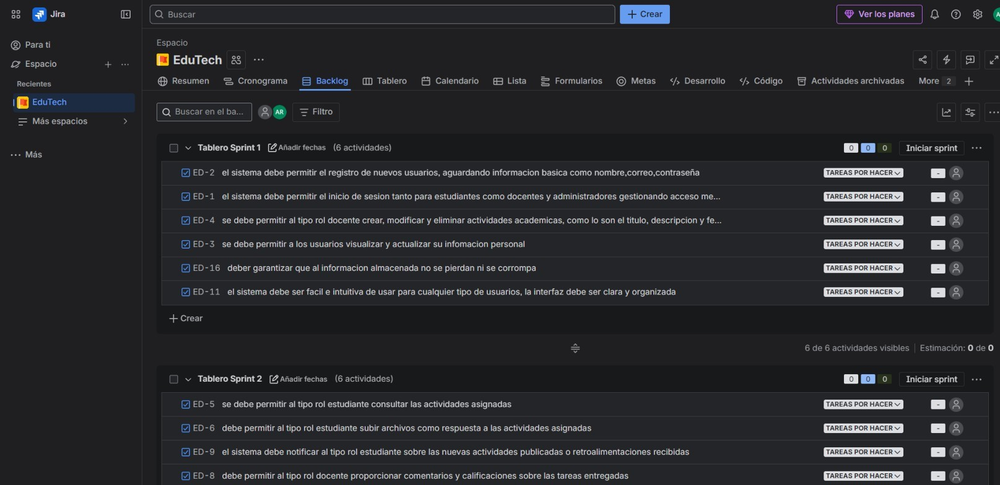 Jira
Buscar
Crear
Ver los planes
Para ti
Espacio
Recientes
EduTech
Más espacios
Más
Espacio
EduTech
Resumen Cronograma Backlog Tablero Calendario Lista Formularios Metas Desarrollo Código Actividades archivadas More 2
Buscar en el ba... AR Filtro
Tablero Sprint 1 Añadir fechas (6 actividades) 0 0 0 Iniciar sprint
ED-2 el sistema debe permitir el registro de nuevos usuarios, aguardando informacion basica como nombre,correo,contraseña TAREAS POR HACER -
ED-1 el sistema debe permitir el inicio de sesion tanto para estudiantes como docentes y administradores gestionando acceso me... TAREAS POR HACER -
ED-4 se debe permitir al tipo rol docente crear, modificar y eliminar actividades academicas, como lo son el titulo, descripcion y fe... TAREAS POR HACER -
ED-3 se debe permitir a los usuarios visualizar y actualizar su infomacion personal TAREAS POR HACER -
ED-16 deber garantizar que al informacion almacenada no se pierdan ni se corrompa TAREAS POR HACER -
ED-11 el sistema debe ser facil e intuitiva de usar para cualquier tipo de usuarios, la interfaz debe ser clara y organizada TAREAS POR HACER -
Crear
6 de 6 actividades visibles Estimación: 0 de 0
Tablero Sprint 2 Añadir fechas (6 actividades) 0 0 0 Iniciar sprint
ED-5 se debe permitir al tipo rol estudiante consultar las actividades asignadas TAREAS POR HACER -
ED-6 debe permitir al tipo rol estudiante subir archivos como respuesta a las actividades asignadas TAREAS POR HACER -
ED-9 el sistema debe notificar al tipo rol estudiante sobre las nuevas actividades publicadas o retroalimentaciones recibidas TAREAS POR HACER -
ED-8 debe permitir al tipo rol docente proporcionar comentarios y calificaciones sobre las tareas entregadas TAREAS POR HACER -